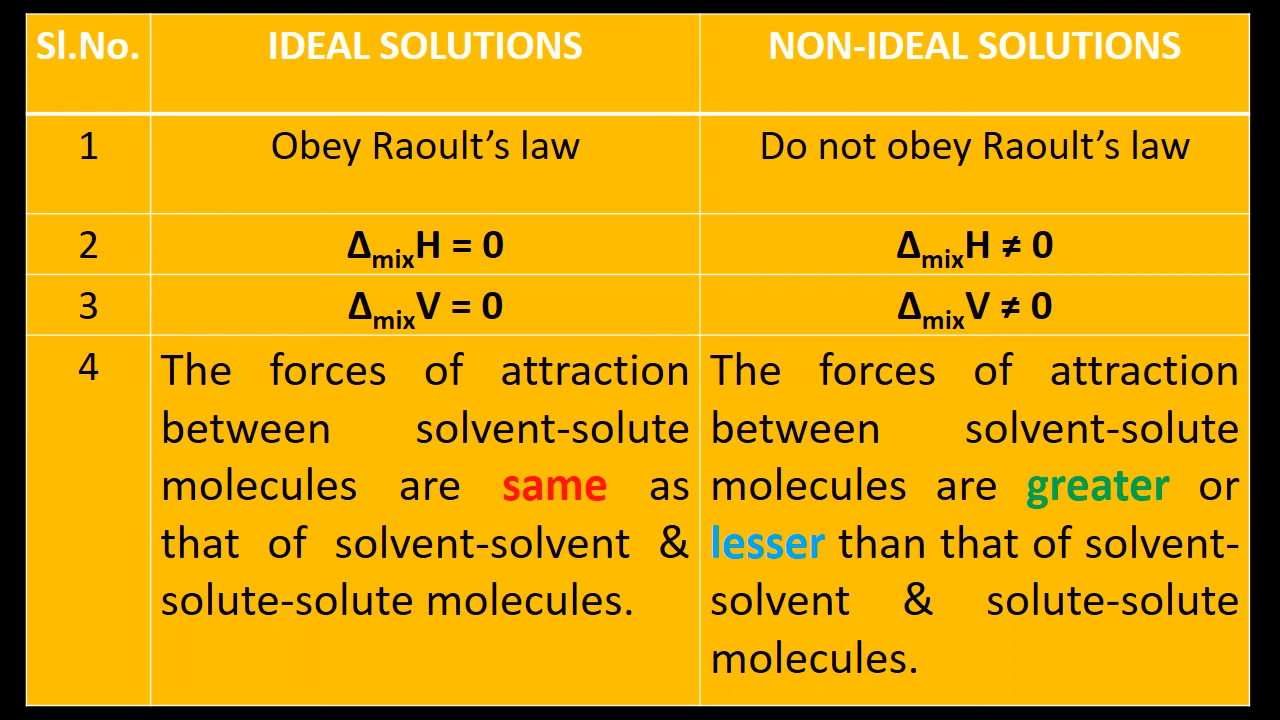 Sl.No. IDEAL SOLUTIONS NON-IDEAL SOLUTIONS
1 Obey Raoult’s law Do not obey Raoult’s law
2 ΔmixH = 0 ΔmixH ≠ 0
3 ΔmixV = 0 ΔmixV ≠ 0
4
The forces of attraction
between solvent-solute
molecules are same as
that of solvent-solvent &
solute-solute molecules.
The forces of attraction
between solvent-solute
molecules are greater or
lesser than that of solvent-
solvent & solute-solute
molecules.